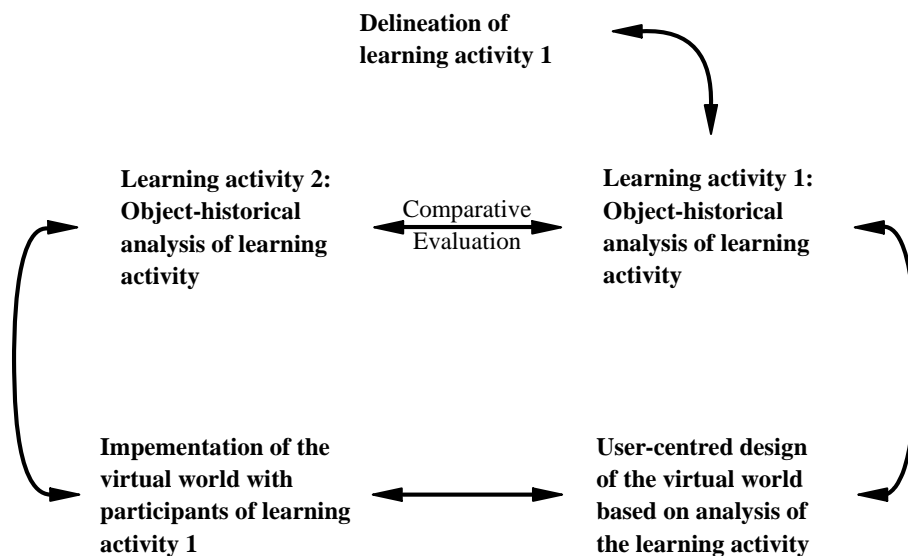 Delineation of
learning activity 1
Learning activity 2:
Object-historical
analysis of learning
activity
Comparative
Evaluation
Learning activity 1:
Object-historical
analysis of learning
activity
Impementation of the
virtual world with
participants of learning
activity 1
User-centred design
of the virtual world
based on analysis of
the learning activity